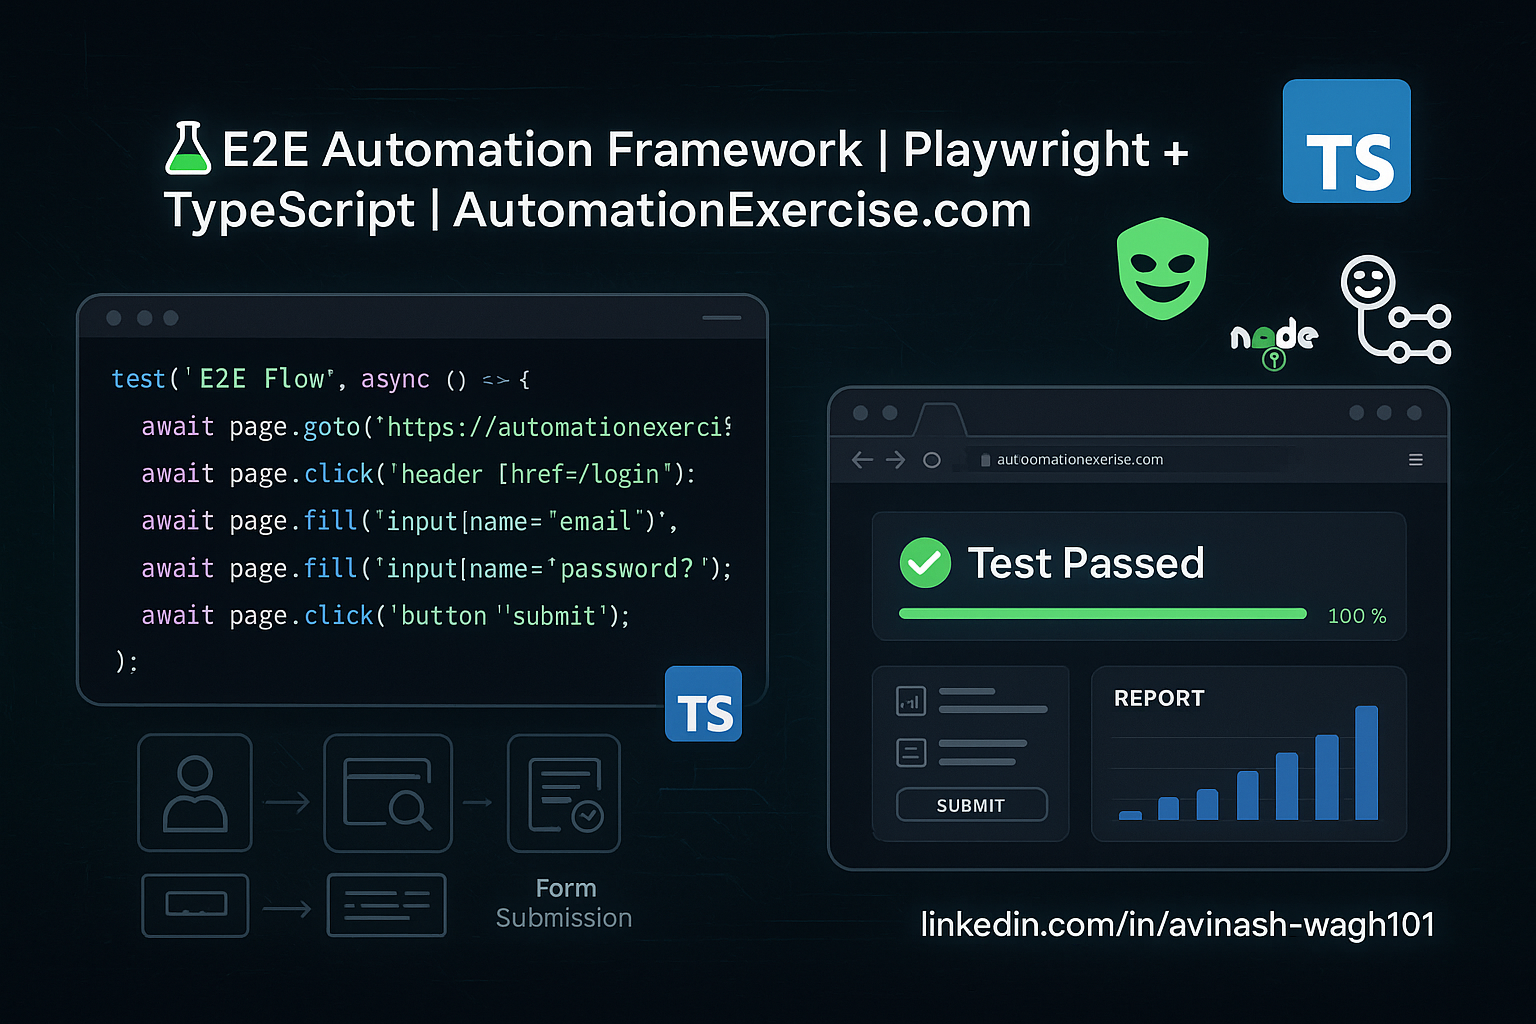 E2E Automation Framework | Playwright +
TypeScript | AutomationExercise.com
TS
node
test('E2E Flow', async () => {
await page.goto('https://automationexerci
await page.click('header [href=/login"):
await page.fill("input[name="email")',
await page.fill('input[name='password? ');
await page.click('button "submit');
);
TS
autoomationexerise.com
Test Passed
100 %
REPORT
SUBMIT
Form
Submission
linkedin.com/in/avinash-wagh101